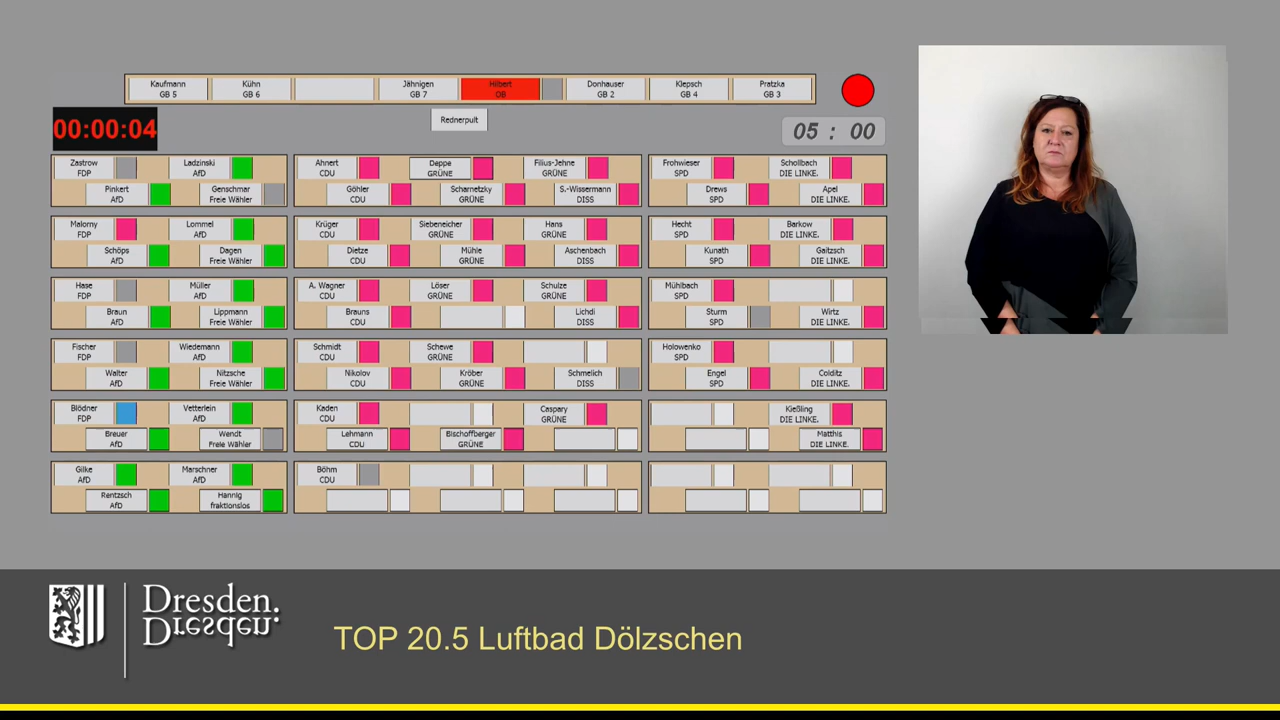 Kaufmann
GB 5
Kühn
GB 6
Jähnigen
GB 7
Hilbert
OB
Donhauser
GB 2
Klepsch
GB 4
Pratzka
GB 3
00:00:04
Rednerpult
05 : 00
Zastrow
FDP
Ladzinski
AfD
Pinkert
AfD
Genschmar
Freie Wähler
Ahnert
CDU
Deppe
GRÜNE
Filius-Jehne
GRÜNE
Göhler
CDU
Scharnetzky
GRÜNE
S.-Wissermann
DISS
Frohwieser
SPD
Schollbach
DIE LINKE.
Drews
SPD
Apel
DIE LINKE.
Malorny
FDP
Lommel
AfD
Schöps
AfD
Dagen
Freie Wähler
Krüger
CDU
Siebeneicher
GRÜNE
Hans
GRÜNE
Dietze
CDU
Mühle
GRÜNE
Aschenbach
DISS
Hecht
SPD
Barkow
DIE LINKE.
Kunath
SPD
Gaitzsch
DIE LINKE.
Hase
FDP
Müller
AfD
Braun
AfD
Lippmann
Freie Wähler
A. Wagner
CDU
Löser
GRÜNE
Schulze
GRÜNE
Brauns
CDU
Lichdi
DISS
Mühlbach
SPD
Sturm
SPD
Wirtz
DIE LINKE.
Fischer
FDP
Wiedemann
AfD
Walter
AfD
Nitzsche
Freie Wähler
Schmidt
CDU
Schewe
GRÜNE
Nikolov
CDU
Kröber
GRÜNE
Schmelich
DISS
Holowenko
SPD
Engel
SPD
Colditz
DIE LINKE.
Blödner
FDP
Vetterlein
AfD
Breuer
AfD
Wendt
Freie Wähler
Kaden
CDU
Caspary
GRÜNE
Lehmann
CDU
Bischoffberger
GRÜNE
Kießling
DIE LINKE.
Matthis
DIE LINKE.
Gilke
AfD
Marschner
AfD
Rentzsch
AfD
Hannig
fraktionslos
Böhm
CDU
Dresden.
Dresden.
TOP 20.5 Luftbad Dölzschen